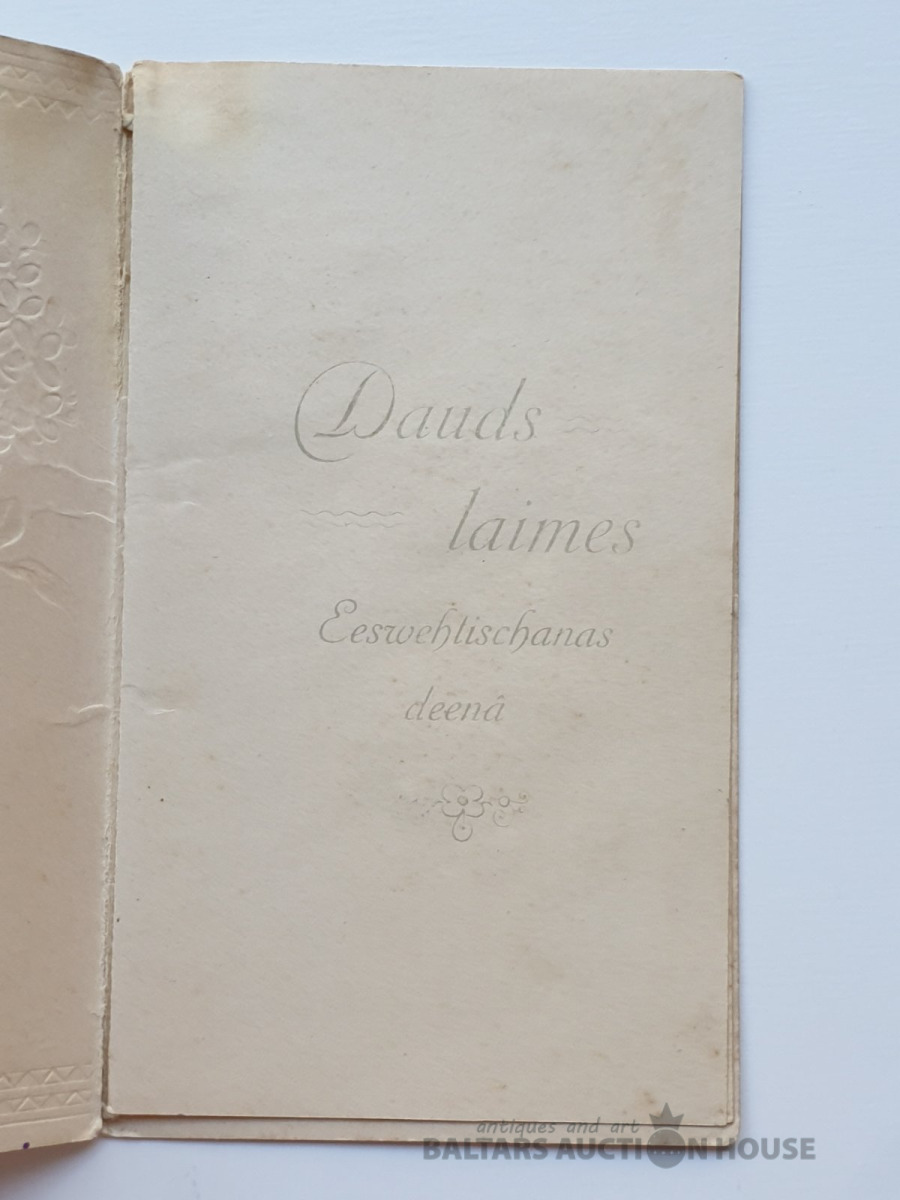 Dauds
laimes
Eeswehtischanas
deenâ
antiques and art
BALTARS AUCTION HOUSE